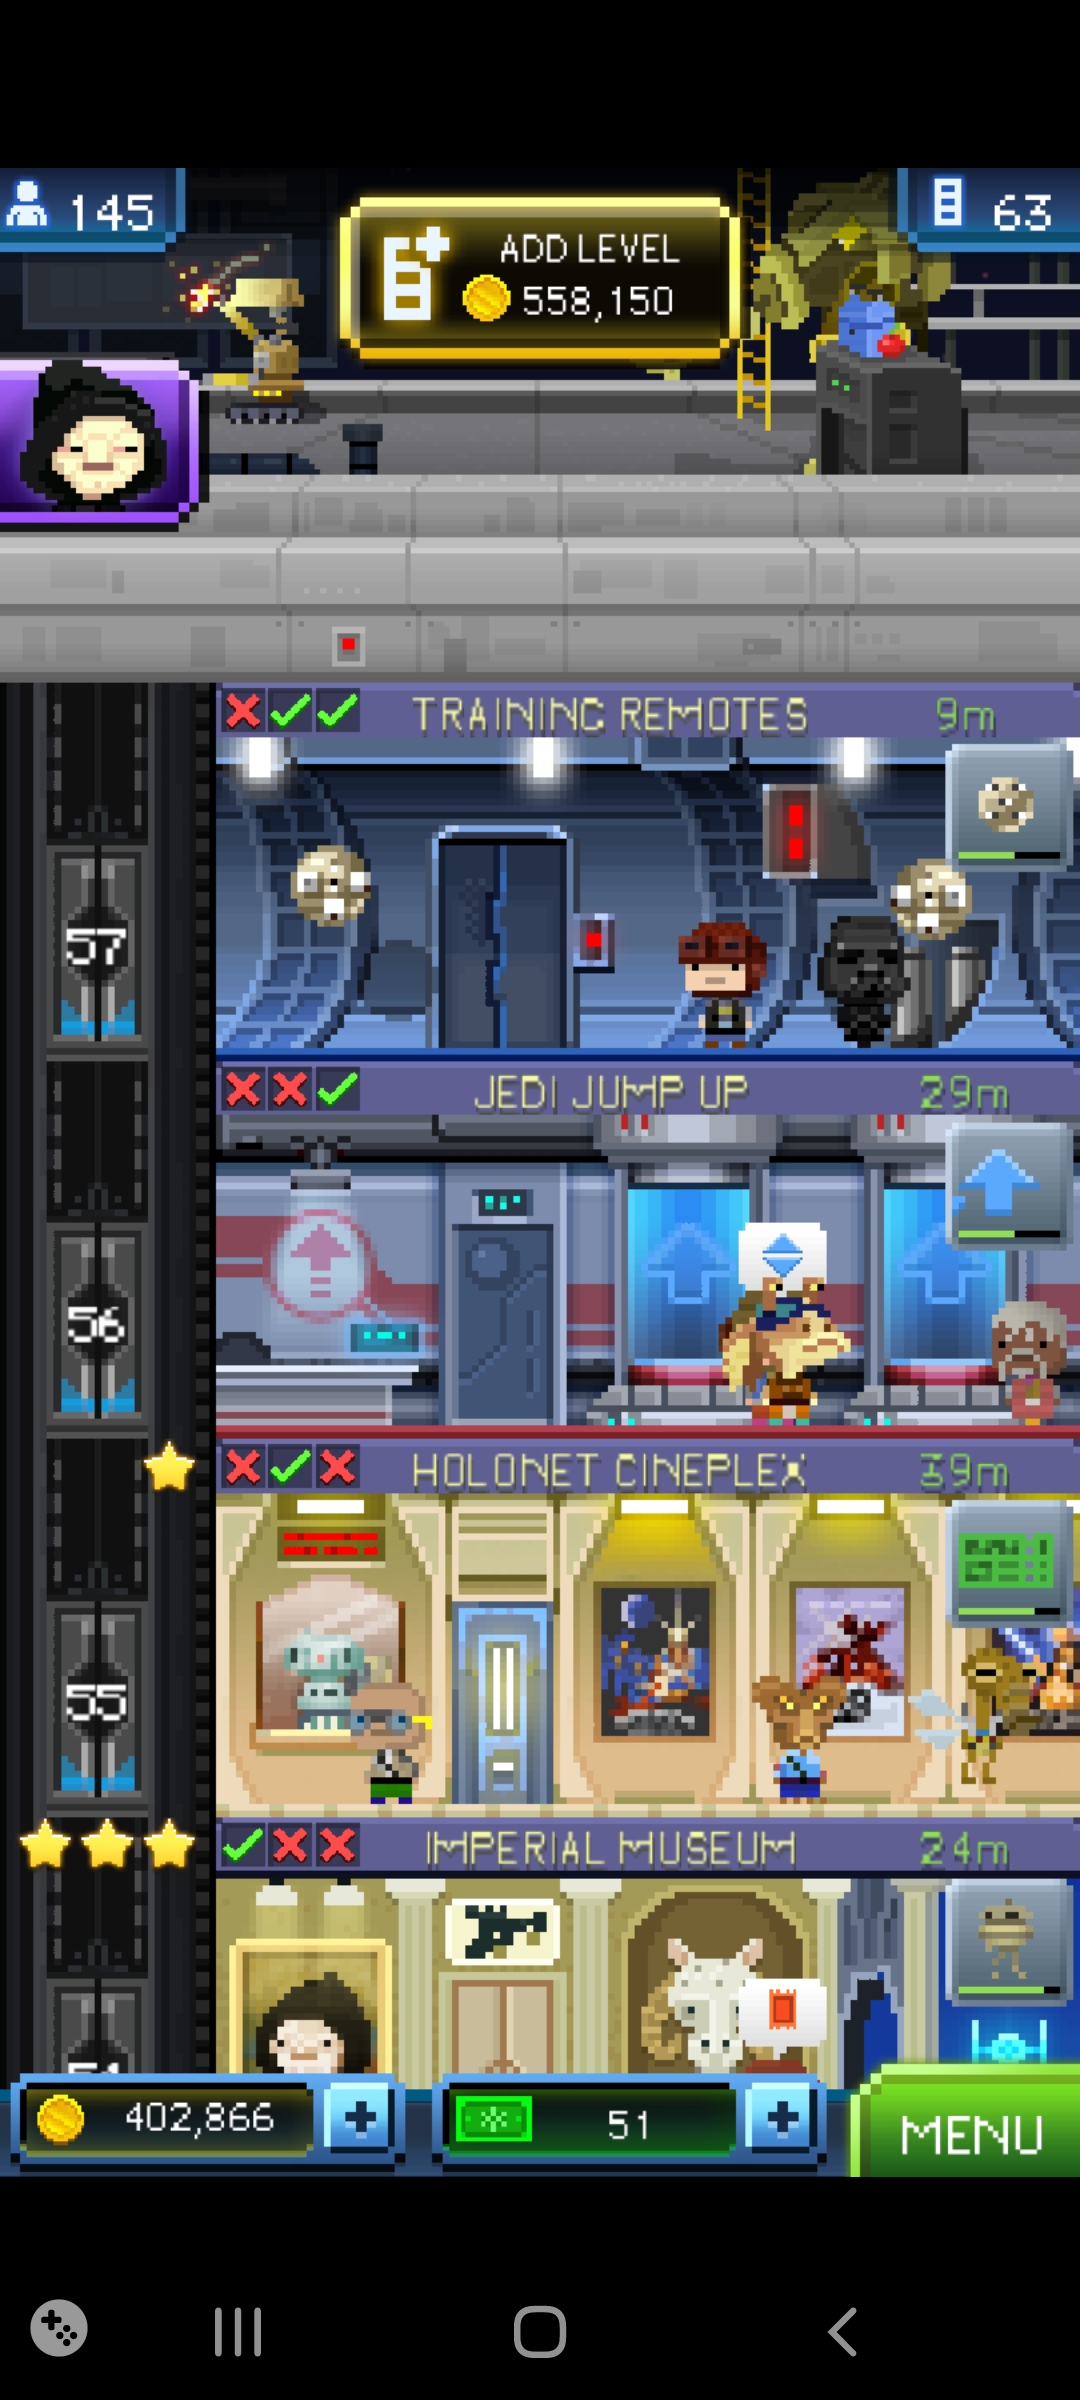 145
ADD LEVEL
558,150
63
TRAINING REMOTES 9m
57
JEDI JUMP UP 29m
56
HOLONET CINEPLEX 39m
55
IMPERIAL MUSEUM 24m
402,866
51
MENU